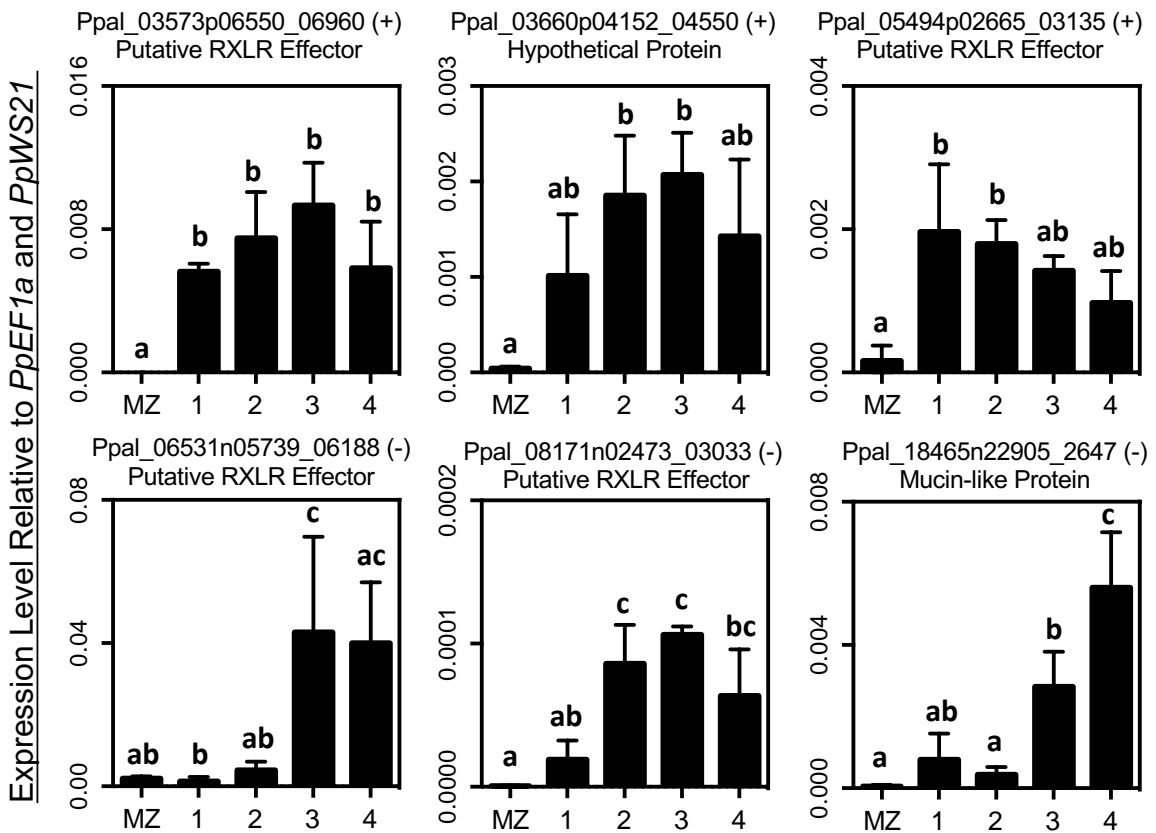 Expression Level Relative to PpEF1a and PpWS21
Ppal_03573p06550_06960 (+)
Putative RXLR Effector
0.016
0.008
0.000
a
b
b
b
b
MZ 1 2 3 4
Ppal_03660p04152_04550 (+)
Hypothetical Protein
0.003
0.002
0.001
0.000
a
ab
b
b
ab
MZ 1 2 3 4
Ppal_05494p02665_03135 (+)
Putative RXLR Effector
0.004
0.002
0.000
a
b
b
ab
ab
MZ 1 2 3 4
Ppal_06531n05739_06188 (-)
Putative RXLR Effector
0.08
0.04
0.00
ab
b
ab
c
ac
MZ 1 2 3 4
Ppal_08171n02473_03033 (-)
Putative RXLR Effector
0.0002
0.0001
0.0000
a
ab
c
c
bc
MZ 1 2 3 4
Ppal_18465n22905_2647 (-)
Mucin-like Protein
0.008
0.004
0.000
a
ab
a
b
c
MZ 1 2 3 4